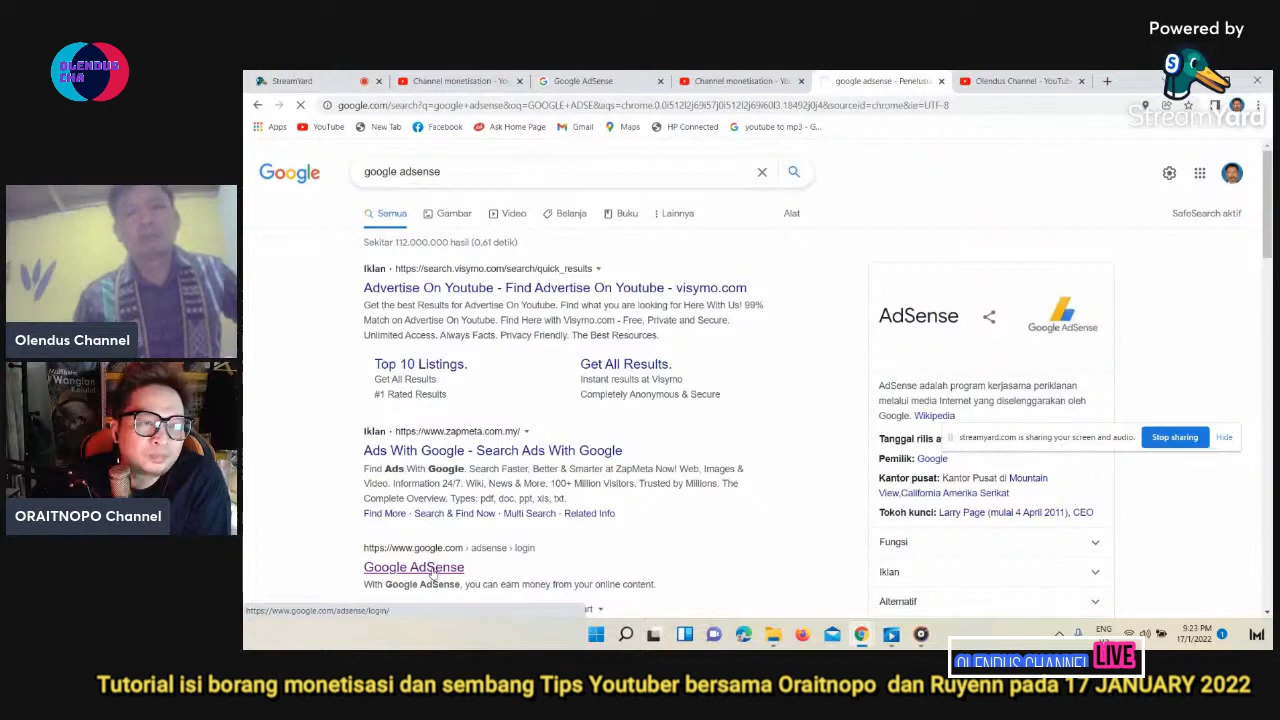 Powered by
StreamYard
OLENDUS
CHA
StreamYard
Channel monetisation - You
Google AdSense
Channel monetisation - You
google adsense - Penelusu
Olendus Channel - YouTube
google.com/search?q=google+adsense&oq=GOOGLE+ADSE&aqs=chrome.0.0i512l2j69i57j0i512l2j69i60l3.18492j0j4&sourceid=chrome&ie=UTF-8
Apps
YouTube
New Tab
Facebook
Ask Home Page
Gmail
Maps
HP Connected
youtube to mp3 - G...
Google
google adsense
Semua
Gambar
Video
Belanja
Buku
Lainnya
Alat
SafeSearch aktif
Sekitar 112.000.000 hasil (0,61 detik)
Iklan · https://search.visymo.com/search/quick_results
Advertise On Youtube - Find Advertise On Youtube - visymo.com
Get the best Results for Advertise On Youtube. Find what you are looking for Here With Us! 99%
Match on Advertise On Youtube. Find Here with Visymo.com - Free, Private and Secure.
Unlimited Access. Always Facts. Privacy Friendly. The Best Resources.
Top 10 Listings.
Get All Results
#1 Rated Results
Get All Results.
Instant results at Visymo
Completely Anonymous & Secure
Iklan · https://www.zapmeta.com.my/
Ads With Google - Search Ads With Google
Find Ads With Google. Search Faster, Better & Smarter at ZapMeta Now! Web, Images &
Video. Information 24/7. Wiki, News & More. 100+ Million Visitors. Trusted by Millions. The
Complete Overview. Types: pdf, doc, ppt, xls, txt.
Find More · Search & Find Now · Multi Search · Related Info
https://www.google.com › adsense › login
Google AdSense
With Google AdSense, you can earn money from your online content.
https://www.google.com/adsense/login/
AdSense
Google AdSense
AdSense adalah program kerjasama periklanan
melalui media Internet yang diselenggarakan oleh
Google. Wikipedia
Tanggal rilis a
streamyard.com is sharing your screen and audio.
Stop sharing
Hide
Pemilik: Google
Kantor pusat: Kantor Pusat di Mountain
View,California Amerika Serikat
Tokoh kunci: Larry Page (mulai 4 April 2011), CEO
Fungsi
Iklan
Alternatif
ENG
9:23 PM
17/1/2022
1
Olendus Channel
ORAITNOPO Channel
OLENDUS CHANNEL
LIVE
Tutorial isi borang monetisasi dan sembang Tips Youtuber bersama Oraitnopo dan Ruyenn pada 17 JANUARY 2022